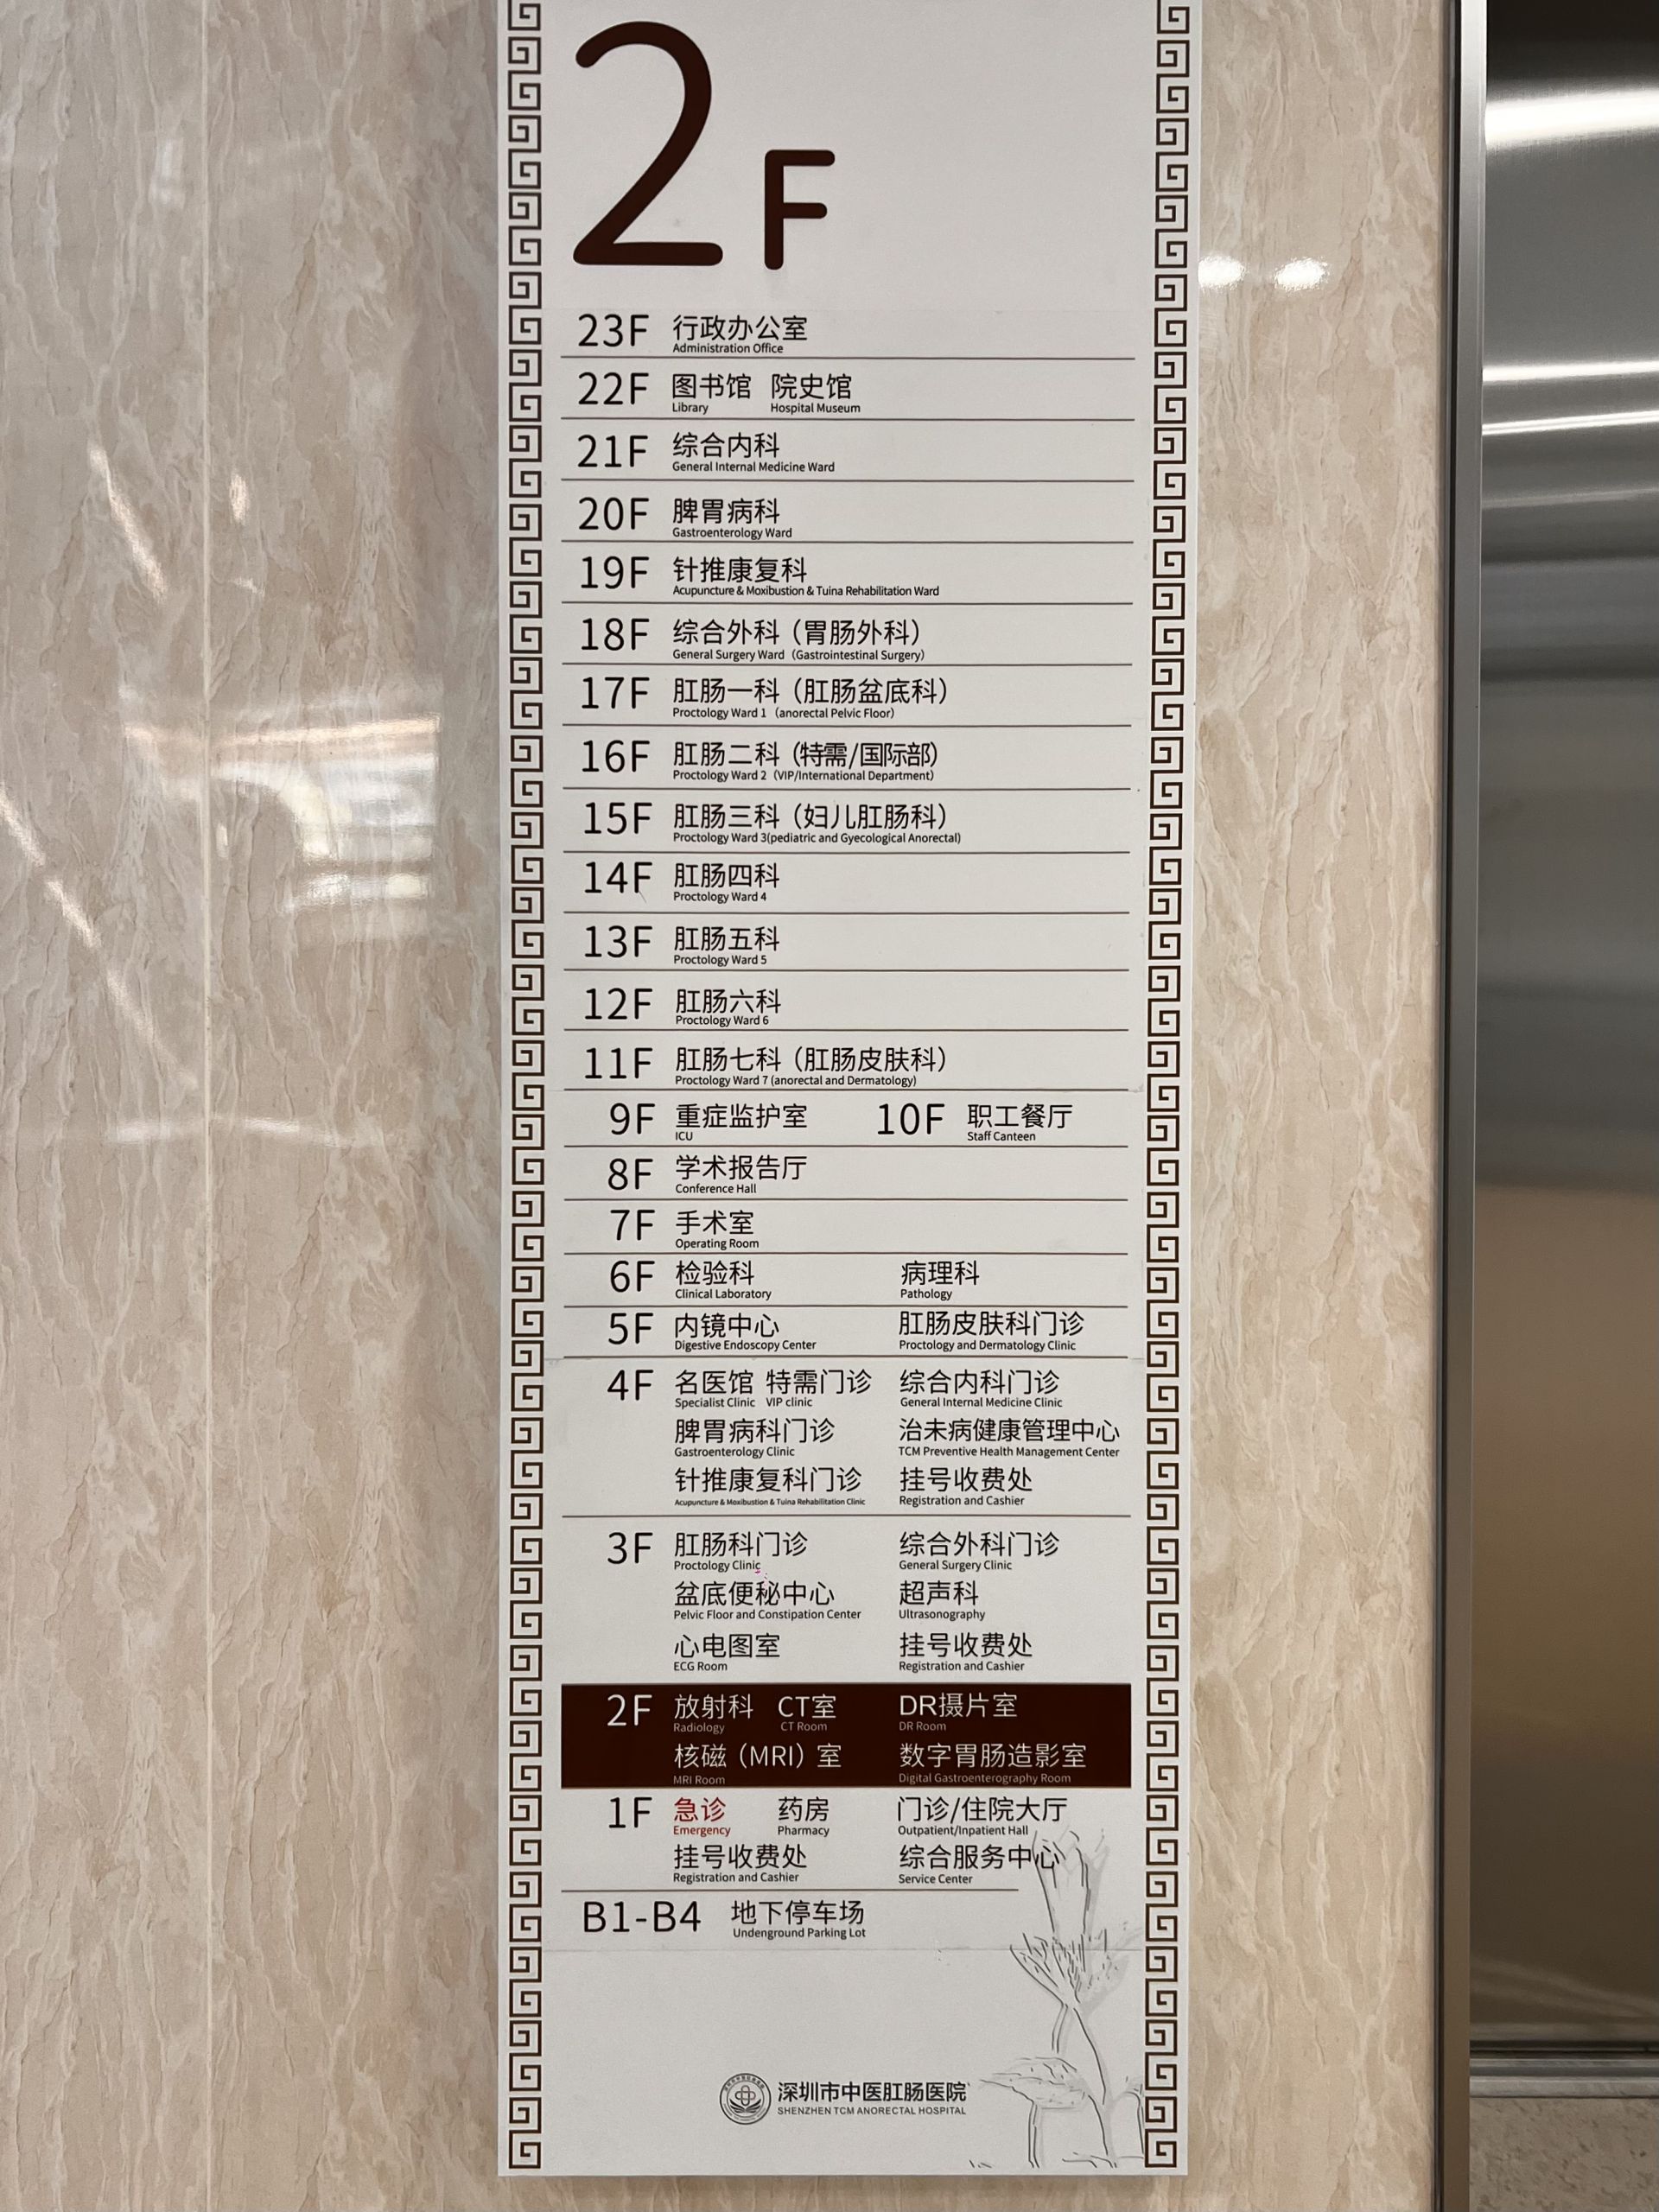 2F
23F 行政办公室
Administration Office
22F 图书馆 院史馆
Library Hospital Museum
21F 综合内科
General Internal Medicine Ward
20F 脾胃病科
Gastroenterology Ward
19F 针推康复科
Acupuncture & Moxibustion & Tuina Rehabilitation Ward
18F 综合外科（胃肠外科）
General Surgery Ward（Gastrointestinal Surgery）
17F 肛肠一科（肛肠盆底科）
Proctology Ward 1（anorectal Pelvic Floor）
16F 肛肠二科（特需/国际部）
Proctology Ward 2（VIP/International Department）
15F 肛肠三科（妇儿肛肠科）
Proctology Ward 3(pediatric and Gyecological Anorectal)
14F 肛肠四科
Proctology Ward 4
13F 肛肠五科
Proctology Ward 5
12F 肛肠六科
Proctology Ward 6
11F 肛肠七科（肛肠皮肤科）
Proctology Ward 7 (anorectal and Dermatology)
9F 重症监护室 10F 职工餐厅
ICU Staff Canteen
8F 学术报告厅
Conference Hall
7F 手术室
Operating Room
6F 检验科 病理科
Clinical Laboratory Pathology
5F 内镜中心 肛肠皮肤科门诊
Digestive Endoscopy Center Proctology and Dermatology Clinic
4F 名医馆 特需门诊 综合内科门诊
Specialist Clinic VIP clinic General Internal Medicine Clinic
脾胃病科门诊 治未病健康管理中心
Gastroenterology Clinic TCM Preventive Health Management Center
针推康复科门诊 挂号收费处
Acupuncture & Moxibustion & Tuina Rehabilitation Clinic Registration and Cashier
3F 肛肠科门诊 综合外科门诊
Proctology Clinic General Surgery Clinic
盆底便秘中心 超声科
Pelvic Floor and Constipation Center Ultrasonography
心电图室 挂号收费处
ECG Room Registration and Cashier
2F 放射科 CT室 DR摄片室
Radiology CT Room DR Room
核磁（MRI）室 数字胃肠造影室
MRI Room Digital Gastroenterography Room
1F 急诊 药房 门诊/住院大厅
Emergency Pharmacy Outpatient/Inpatient Hall
挂号收费处 综合服务中心
Registration and Cashier Service Center
B1-B4 地下停车场
Undenground Parking Lot
深圳市中医肛肠医院
SHENZHEN TCM ANORECTAL HOSPITAL